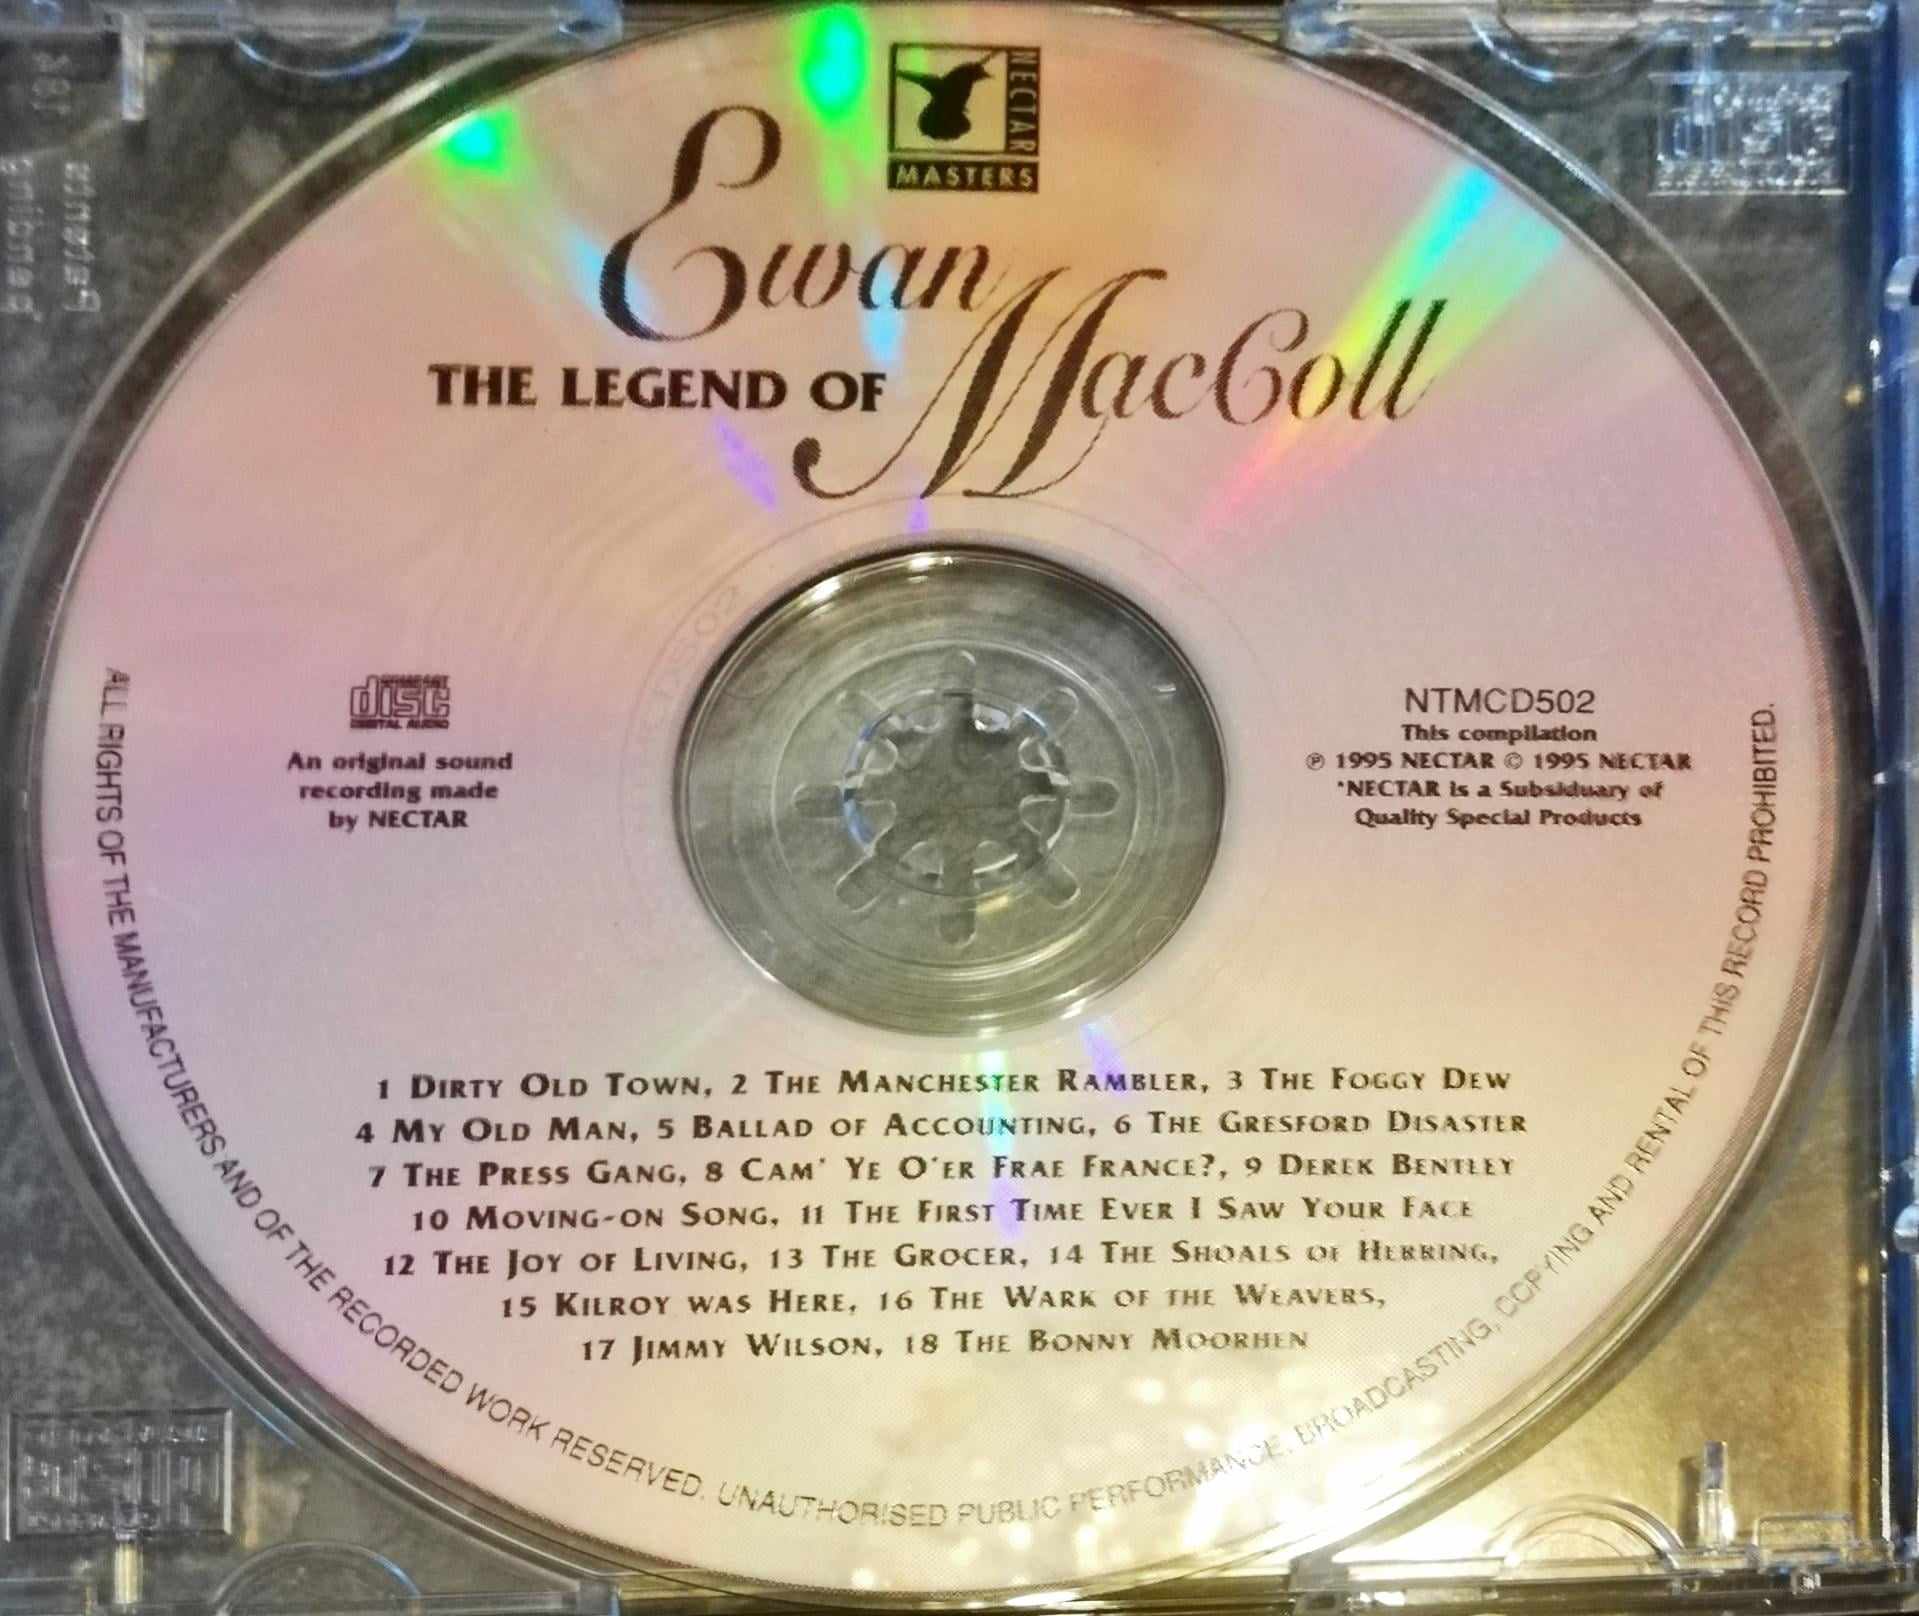 NECTAR
MASTERS
Ewan
THE LEGEND OF MacColl
COMPACT
disc
DIGITAL AUDIO
An original sound
recording made
by NECTAR
NTMCD502
This compilation
℗ 1995 NECTAR © 1995 NECTAR
*NECTAR is a Subsiduary of
Quality Special Products
1 DIRTY OLD TOWN, 2 THE MANCHESTER RAMBLER, 3 THE FOGGY DEW
4 MY OLD MAN, 5 BALLAD OF ACCOUNTING, 6 THE GRESFORD DISASTER
7 THE PRESS GANG, 8 CAM' YE O'ER FRAE FRANCE?, 9 DEREK BENTLEY
10 MOVING-ON SONG, 11 THE FIRST TIME EVER I SAW YOUR FACE
12 THE JOY OF LIVING, 13 THE GROCER, 14 THE SHOALS OF HERRING,
15 KILROY WAS HERE, 16 THE WARK OF THE WEAVERS,
17 JIMMY WILSON, 18 THE BONNY MOORHEN
ALL RIGHTS OF THE MANUFACTURERS AND OF THE RECORDED WORK RESERVED. UNAUTHORISED PUBLIC PERFORMANCE, BROADCASTING, COPYING AND RENTAL OF THIS RECORD PROHIBITED.